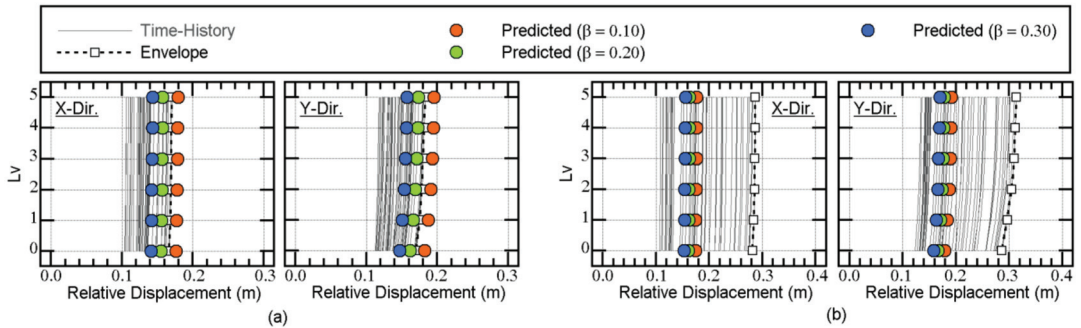 Time-History
Envelope
Predicted (β = 0.10)
Predicted (β = 0.20)
Predicted (β = 0.30)
X-Dir.
Y-Dir.
X-Dir.
Y-Dir.
Lv
5
4
3
2
1
0
Lv
5
4
3
2
1
0
0.0 0.1 0.2 0.3
0.0 0.1 0.2 0.3
0.0 0.1 0.2 0.3 0.4
0.0 0.1 0.2 0.3 0.4
Relative Displacement (m)
Relative Displacement (m)
Relative Displacement (m)
Relative Displacement (m)
(a)
(b)